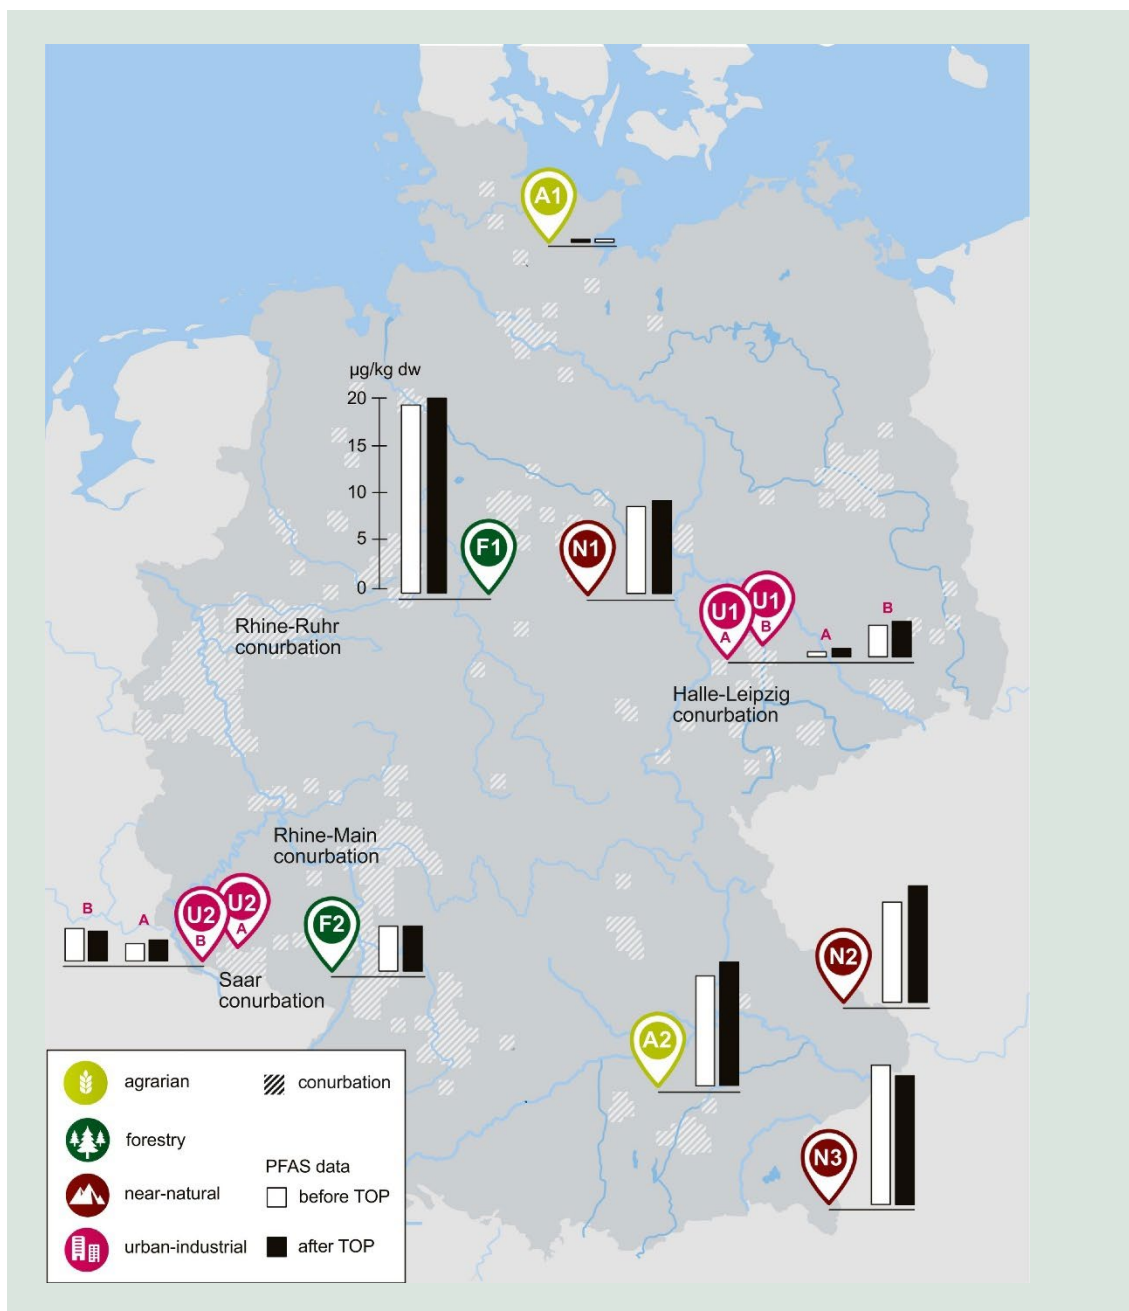 A1
µg/kg dw
20
15
10
5
0
F1
N1
U1
A
U1
B
A
B
Rhine-Ruhr
conurbation
Halle-Leipzig
conurbation
Rhine-Main
conurbation
B
A
U2
B
U2
A
F2
Saar
conurbation
N2
A2
N3
agrarian
conurbation
forestry
PFAS data
near-natural
before TOP
urban-industrial
after TOP